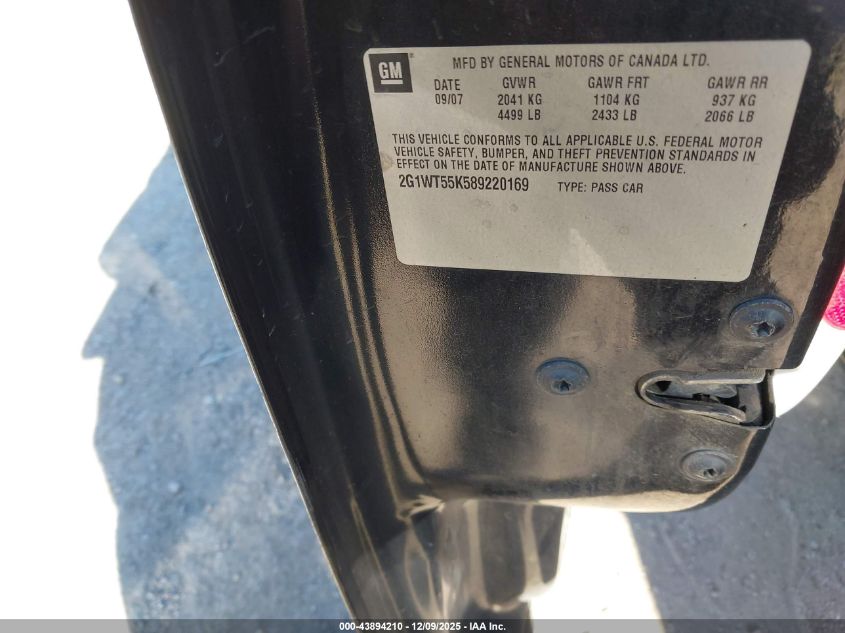 GM
MFD BY GENERAL MOTORS OF CANADA LTD.
DATE GVWR GAWR FRT GAWR RR
09/07 2041 KG 1104 KG 937 KG
4499 LB 2433 LB 2066 LB
THIS VEHICLE CONFORMS TO ALL APPLICABLE U.S. FEDERAL MOTOR
VEHICLE SAFETY, BUMPER, AND THEFT PREVENTION STANDARDS IN
EFFECT ON THE DATE OF MANUFACTURE SHOWN ABOVE.
2G1WT55K589220169 TYPE: PASS CAR
000-43894210 - 12/09/2025 - IAA Inc.